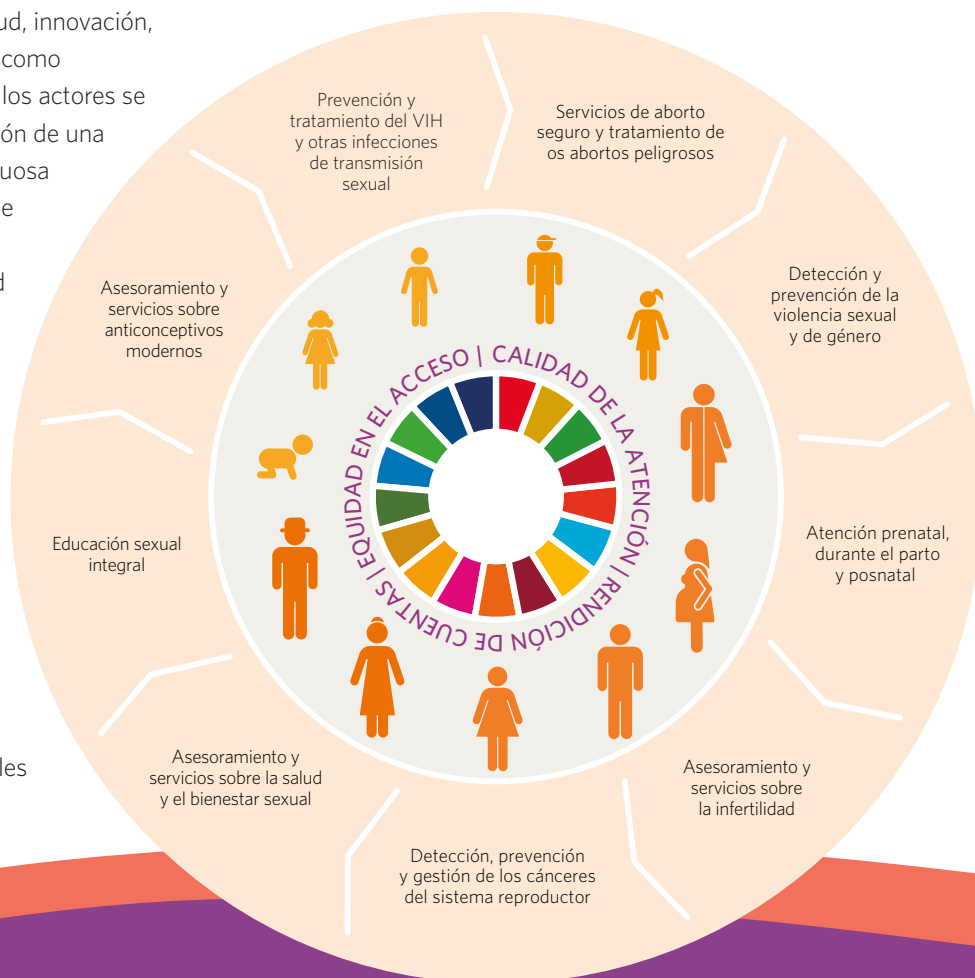 ud, innovación,
como
los actores se
ón de una
uosa
e
d
les
Prevención y
tratamiento del VIH
y otras infecciones
de transmisión
sexual
Servicios de aborto
seguro y tratamiento de
os abortos peligrosos
Detección y
prevención de la
violencia sexual
y de género
Atención prenatal,
durante el parto
y posnatal
Asesoramiento y
servicios sobre
la infertilidad
Detección, prevención
y gestión de los cánceres
del sistema reproductor
Asesoramiento y
servicios sobre la salud
y el bienestar sexual
Educación sexual
integral
Asesoramiento y
servicios sobre
anticonceptivos
modernos
EQUIDAD EN EL ACCESO | CALIDAD DE LA ATENCIÓN | RENDICIÓN DE CUENTAS |